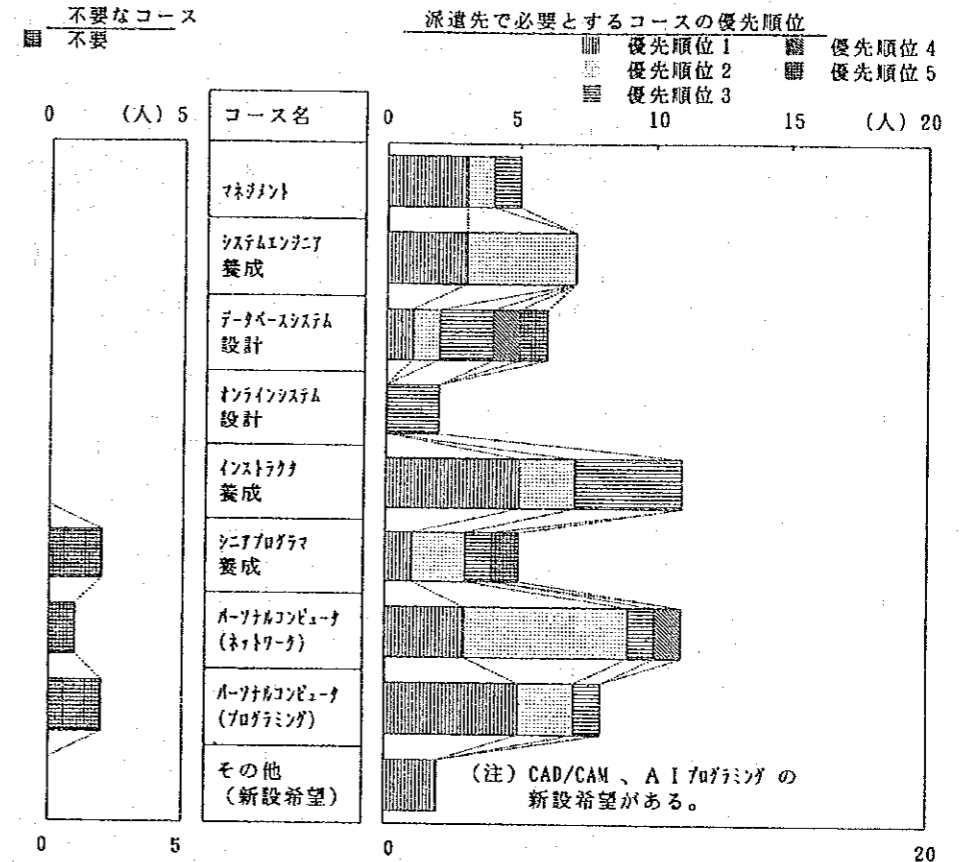 不要なコース
不要
派遣先で必要とするコースの優先順位
優先順位1
優先順位4
優先順位2
優先順位5
優先順位3
0 (人) 5
コース名
0 5 10 15 (人) 20
マネジメント
システムエンジニア
養成
データベースシステム
設計
オンラインシステム
設計
インストラクタ
養成
シニアプログラマ
養成
パーソナルコンピュータ
(ネットワーク)
パーソナルコンピュータ
(プログラミング)
その他
(新設希望)
(注) CAD/CAM 、AIプログラミング の
新設希望がある。
0 5
0 20